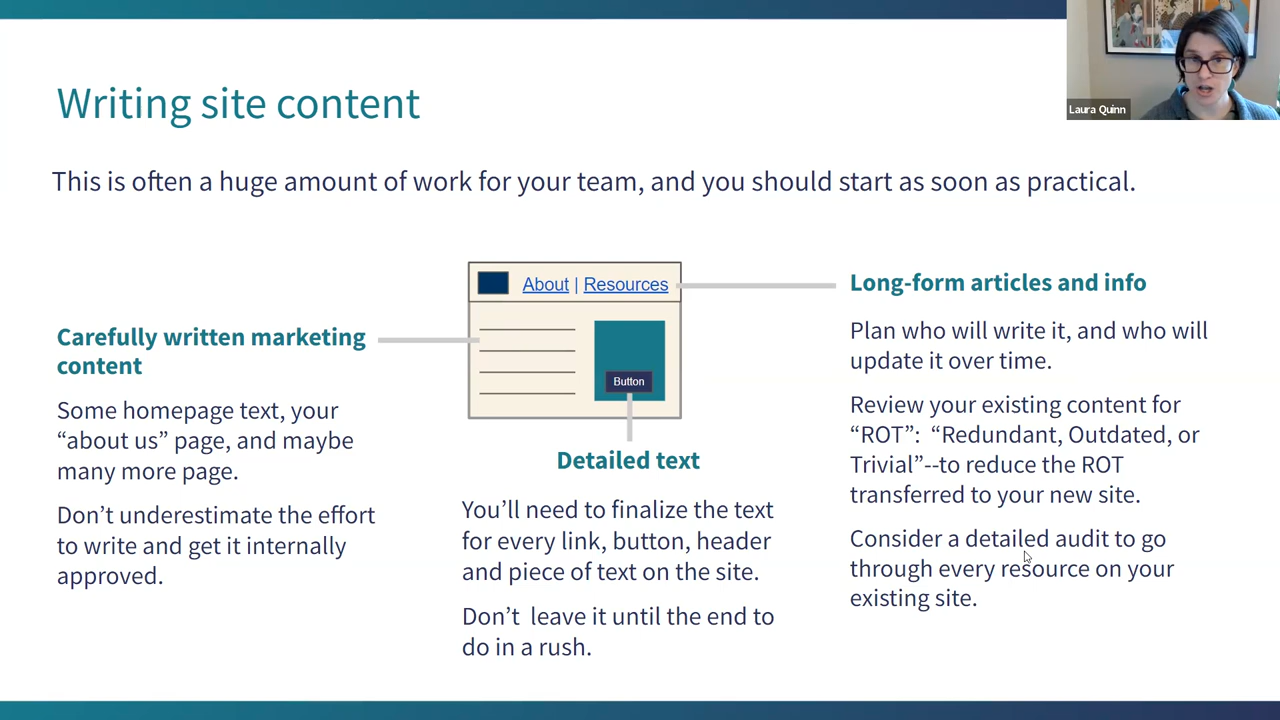 Laura Quinn
Writing site content
This is often a huge amount of work for your team, and you should start as soon as practical.
Carefully written marketing
content
Some homepage text, your
“about us” page, and maybe
many more page.
Don’t underestimate the effort
to write and get it internally
approved.
About | Resources
Button
Detailed text
You’ll need to finalize the text
for every link, button, header
and piece of text on the site.
Don’t  leave it until the end to
do in a rush.
Long-form articles and info
Plan who will write it, and who will
update it over time.
Review your existing content for
“ROT”:  “Redundant, Outdated, or
Trivial”--to reduce the ROT
transferred to your new site.
Consider a detailed audit to go
through every resource on your
existing site.